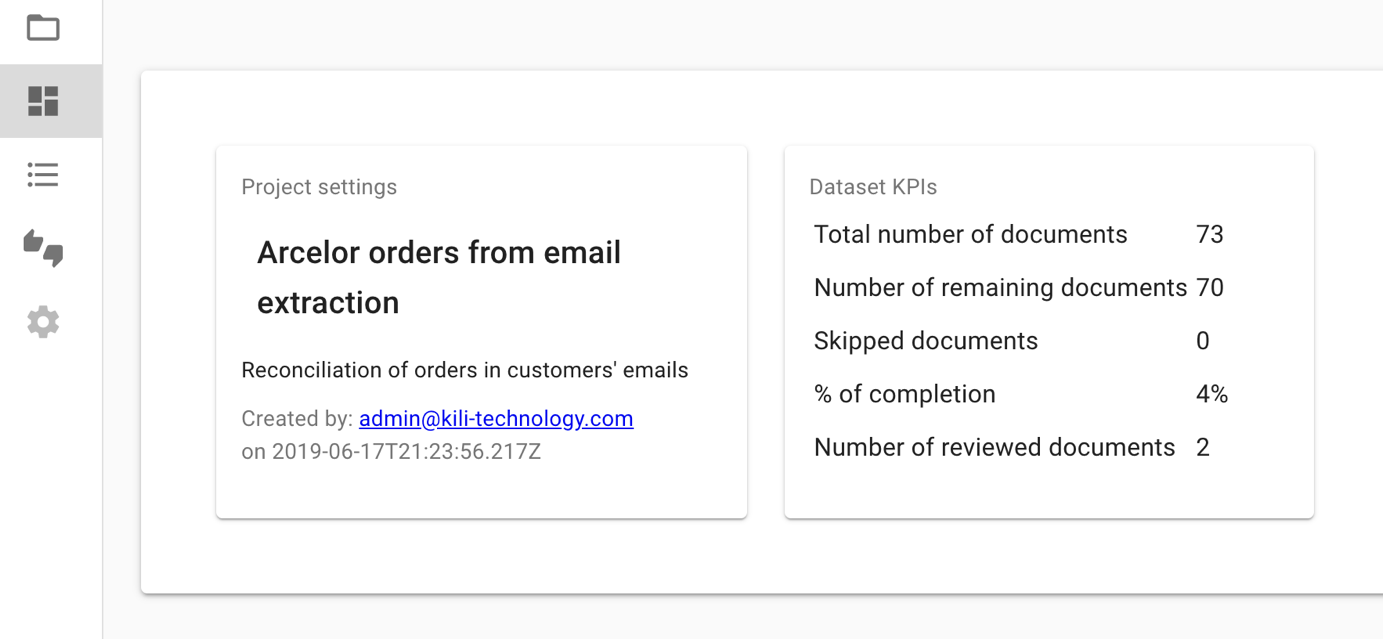 Project settings
Arcelor orders from email
extraction
Reconciliation of orders in customers' emails
Created by: admin@kili-technology.com
on 2019-06-17T21:23:56.217Z
Dataset KPIs
Total number of documents 73
Number of remaining documents 70
Skipped documents 0
% of completion 4%
Number of reviewed documents 2